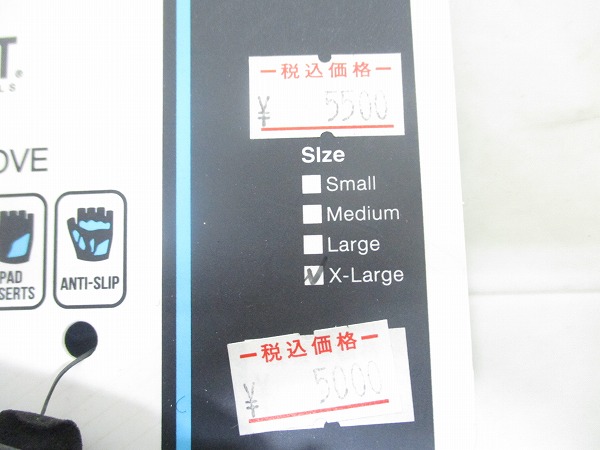 T®
LS
OVE
PAD
SERTS
ANTI-SLIP
税込価格
¥ 5500
SIze
Small
Medium
Large
X-Large
税込価格
¥ 5000